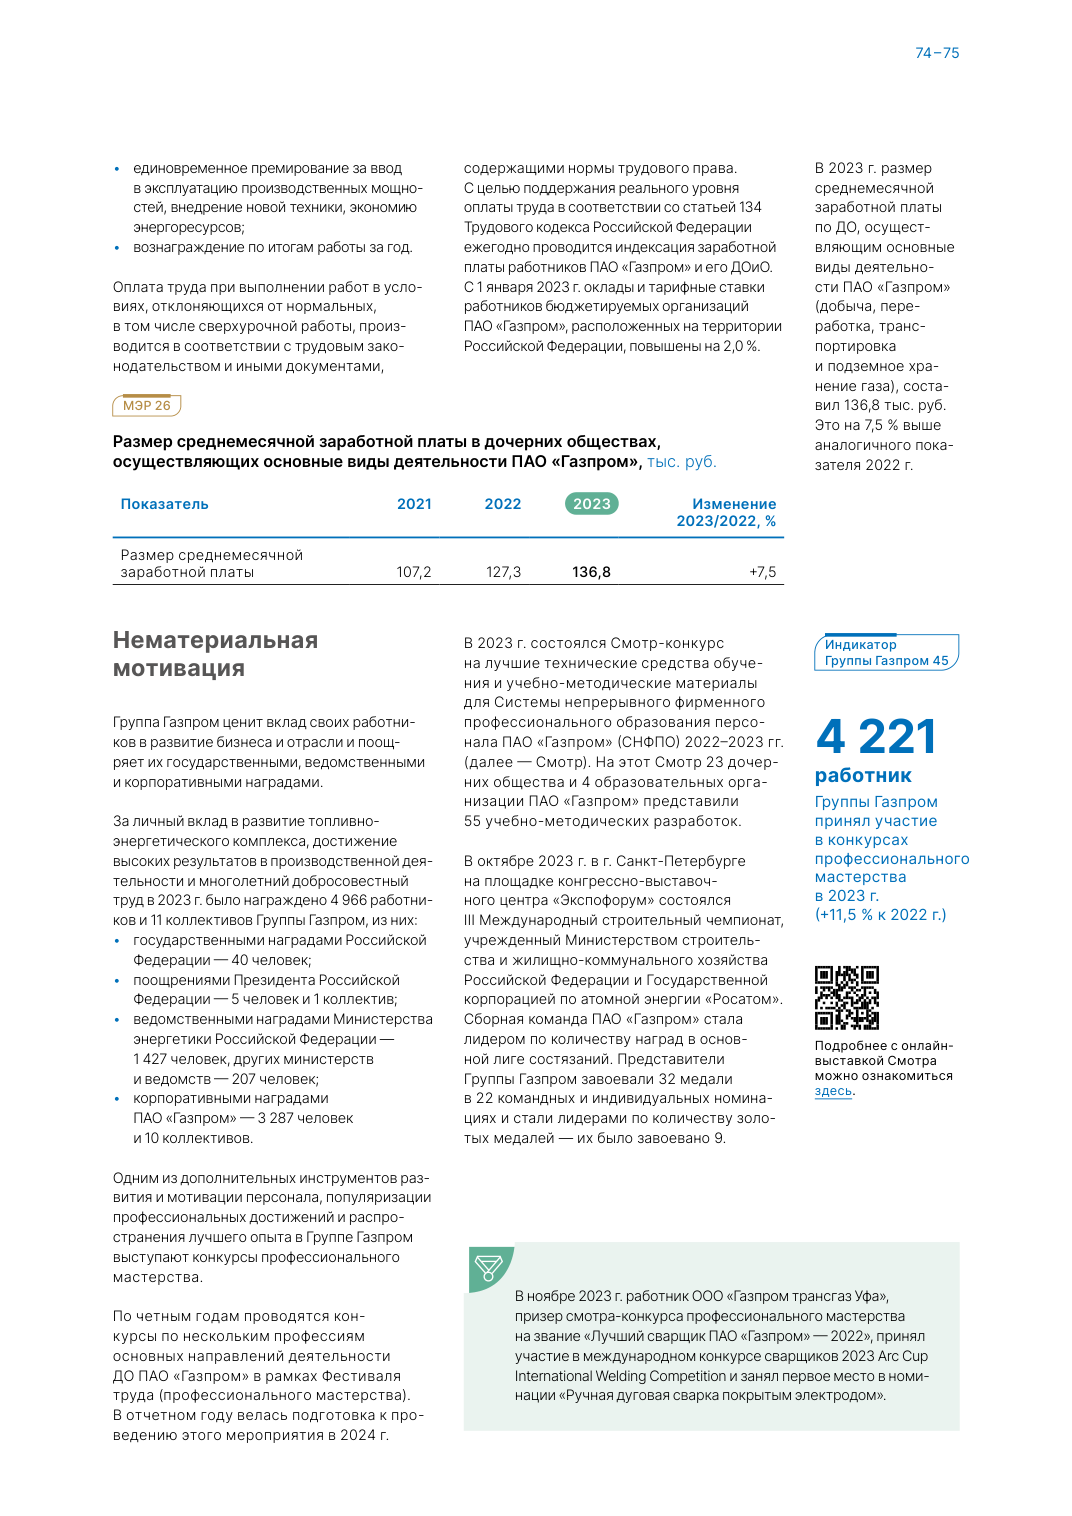 74–75
• единовременное премирование за ввод
в эксплуатацию производственных мощно-
стей, внедрение новой техники, экономию
энергоресурсов;
• вознаграждение по итогам работы за год.
Оплата труда при выполнении работ в усло-
виях, отклоняющихся от нормальных,
в том числе сверхурочной работы, произ-
водится в соответствии с трудовым зако-
нодательством и иными документами,
содержащими нормы трудового права.
С целью поддержания реального уровня
оплаты труда в соответствии со статьей 134
Трудового кодекса Российской Федерации
ежегодно проводится индексация заработной
платы работников ПАО «Газпром» и его ДОиО.
С 1 января 2023 г. оклады и тарифные ставки
работников бюджетируемых организаций
ПАО «Газпром», расположенных на территории
Российской Федерации, повышены на 2,0 %.
В 2023 г. размер
среднемесячной
заработной платы
по ДО, осущест-
вляющим основные
виды деятельно-
сти ПАО «Газпром»
(добыча, пере-
работка, транс-
портировка
и подземное хра-
нение газа), соста-
вил 136,8 тыс. руб.
Это на 7,5 % выше
аналогичного пока-
зателя 2022 г.
МЭР 26
Размер среднемесячной заработной платы в дочерних обществах,
осуществляющих основные виды деятельности ПАО «Газпром», тыс. руб.
Показатель 2021 2022 2023 Изменение
2023/2022, %
Размер среднемесячной
заработной платы 107,2 127,3 136,8 +7,5
Нематериальная
мотивация
Группа Газпром ценит вклад своих работни-
ков в развитие бизнеса и отрасли и поощ-
ряет их государственными, ведомственными
и корпоративными наградами.
За личный вклад в развитие топливно-
энергетического комплекса, достижение
высоких результатов в производственной дея-
тельности и многолетний добросовестный
труд в 2023 г. было награждено 4 966 работни-
ков и 11 коллективов Группы Газпром, из них:
• государственными наградами Российской
Федерации — 40 человек;
• поощрениями Президента Российской
Федерации — 5 человек и 1 коллектив;
• ведомственными наградами Министерства
энергетики Российской Федерации —
1 427 человек, других министерств
и ведомств — 207 человек;
• корпоративными наградами
ПАО «Газпром» — 3 287 человек
и 10 коллективов.
Одним из дополнительных инструментов раз-
вития и мотивации персонала, популяризации
профессиональных достижений и распро-
странения лучшего опыта в Группе Газпром
выступают конкурсы профессионального
мастерства.
По четным годам проводятся кон-
курсы по нескольким профессиям
основных направлений деятельности
ДО ПАО «Газпром» в рамках Фестиваля
труда (профессионального мастерства).
В отчетном году велась подготовка к про-
ведению этого мероприятия в 2024 г.
В 2023 г. состоялся Смотр-конкурс
на лучшие технические средства обуче-
ния и учебно-методические материалы
для Системы непрерывного фирменного
профессионального образования персо-
нала ПАО «Газпром» (СНФПО) 2022–2023 гг.
(далее — Смотр). На этот Смотр 23 дочер-
них общества и 4 образовательных орга-
низации ПАО «Газпром» представили
55 учебно-методических разработок.
В октябре 2023 г. в г. Санкт-Петербурге
на площадке конгрессно-выставоч-
ного центра «Экспофорум» состоялся
III Международный строительный чемпионат,
учрежденный Министерством строитель-
ства и жилищно-коммунального хозяйства
Российской Федерации и Государственной
корпорацией по атомной энергии «Росатом».
Сборная команда ПАО «Газпром» стала
лидером по количеству наград в основ-
ной лиге состязаний. Представители
Группы Газпром завоевали 32 медали
в 22 командных и индивидуальных номина-
циях и стали лидерами по количеству золо-
тых медалей — их было завоевано 9.
Индикатор
Группы Газпром 45
4 221
работник
Группы Газпром
принял участие
в конкурсах
профессионального
мастерства
в 2023 г.
(+11,5 % к 2022 г.)
Подробнее с онлайн-
выставкой Смотра
можно ознакомиться
здесь.
В ноябре 2023 г. работник ООО «Газпром трансгаз Уфа»,
призер смотра-конкурса профессионального мастерства
на звание «Лучший сварщик ПАО «Газпром» — 2022», принял
участие в международном конкурсе сварщиков 2023 Arc Cup
International Welding Competition и занял первое место в номи-
нации «Ручная дуговая сварка покрытым электродом».